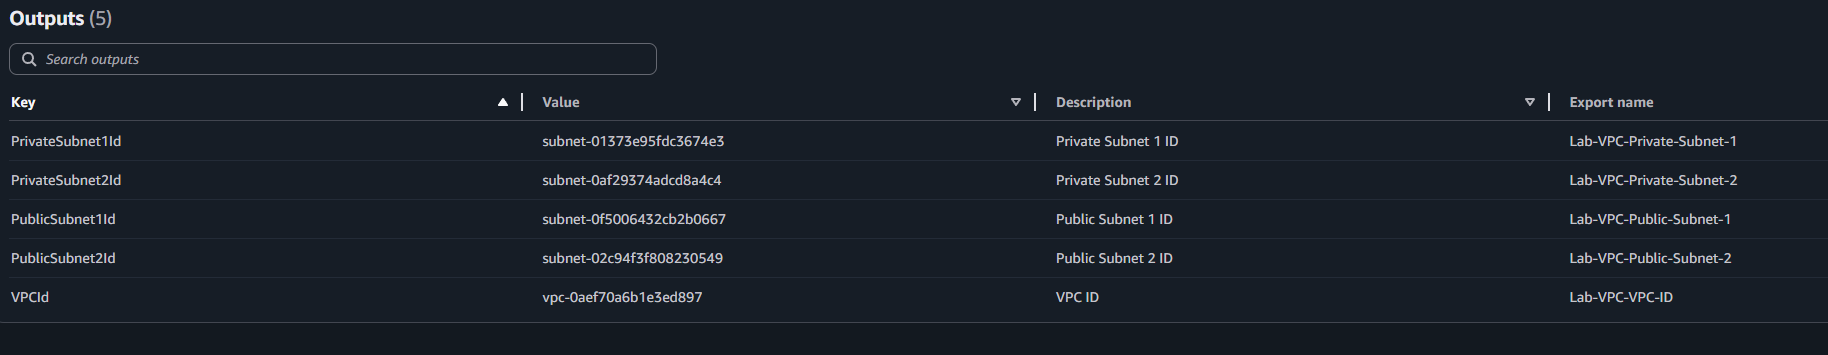 Outputs (5)
Search outputs
Key Value Description Export name
PrivateSubnet1Id subnet-01373e95fdc3674e3 Private Subnet 1 ID Lab-VPC-Private-Subnet-1
PrivateSubnet2Id subnet-0af29374adcd8a4c4 Private Subnet 2 ID Lab-VPC-Private-Subnet-2
PublicSubnet1Id subnet-0f5006432cb2b0667 Public Subnet 1 ID Lab-VPC-Public-Subnet-1
PublicSubnet2Id subnet-02c94f3f808230549 Public Subnet 2 ID Lab-VPC-Public-Subnet-2
VPCId vpc-0aef70a6b1e3ed897 VPC ID Lab-VPC-VPC-ID